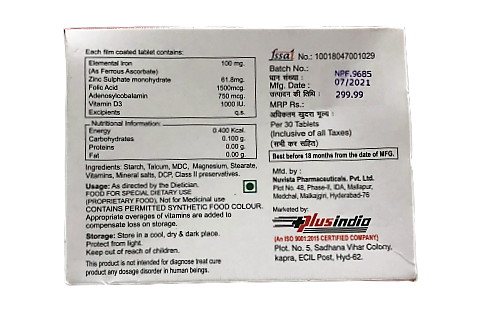 Each film coated tablet contains:
Elemental Iron 100 mg.
(As Ferrous Ascorbate)
Zinc Sulphate monohydrate 61.8mg.
Folic Acid 1500mcg.
Adenosylcobalamin 750 mcg.
Vitamin D3 1000 IU.
Excipients q.s.
Nutritional Information:
Energy 0.400 Kcal.
Carbohydrates 0.100 g.
Proteins 0.00 g.
Fat 0.00 g
Ingredients: Starch, Talcum, MDC, Magnesium, Stearate,
Vitamins, Mineral salts, DCP, Class II preservatives.
Usage: As directed by the Dietician.
FOOD FOR SPECIAL DIETARY USE
(PROPRIETARY FOOD), Not for Medicinal use
CONTAINS PERMITTED SYNTHETIC FOOD COLOUR.
Appropriate overages of vitamins are added to
compensate loss on storage.
Storage: Store in a cool, dry & dark place.
Protect from light.
Keep out of reach of children.
This product is not intended for diagnose treat cure
product any dosage disorder in human beings.
fssai No.: 10018047001029
Batch No.: NPF.9685
घान संख्या :
Mfg. Date : 07/2021
उत्पादन की तिथि : 299.99
MRP Rs.:
अधिकतम खुदरा मूल्य :
Per 30 Tablets
(Inclusive of all Taxes)
(सभी कर सहित)
Best before 18 months from the date of MFG.
Mfd. by :
Nuvista Pharmaceuticals. Pvt. Ltd.
Plot No. 48, Phase-II, IDA, Mallapur,
Medchal, Malkajgiri, Hyderabad-76
Marketed by:
plusindia
(An ISO 9001:2015 CERTIFIED COMPANY)
Plot. No. 5, Sadhana Vihar Colony,
kapra, ECIL Post, Hyd-62.